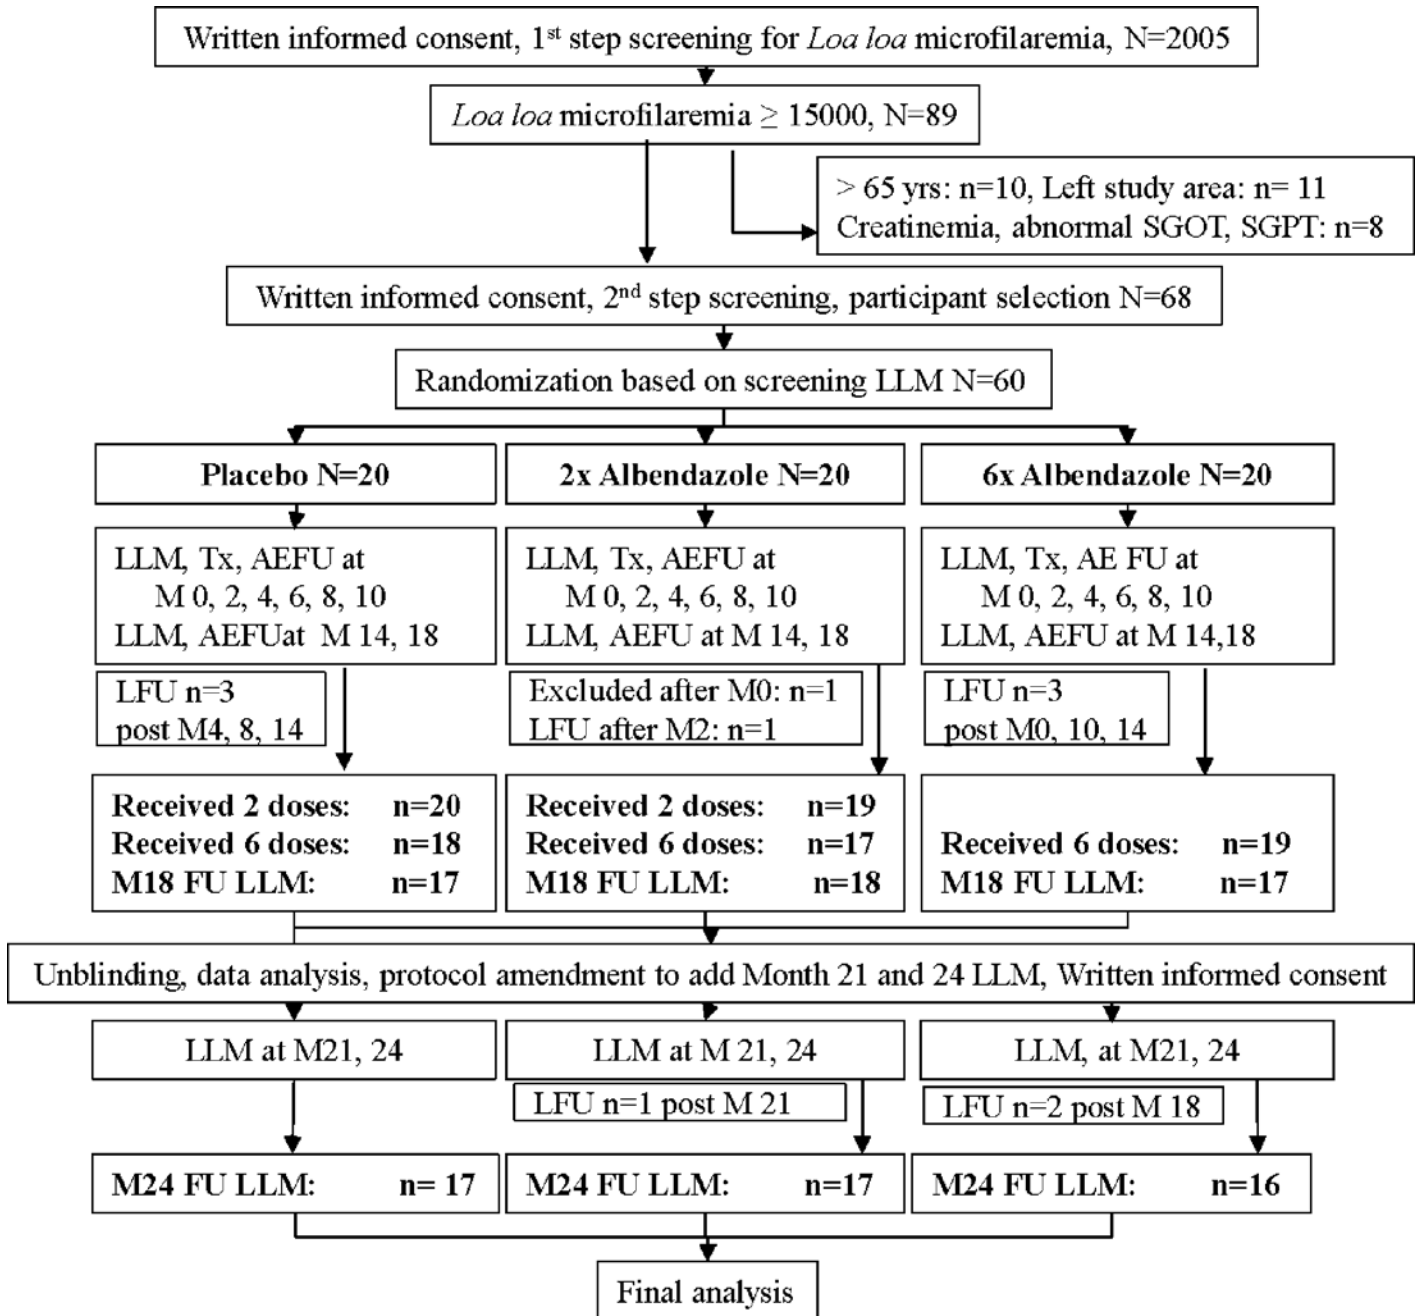 Written informed consent, 1st step screening for Loa loa microfilaremia, N=2005
Loa loa microfilaremia ≥ 15000, N=89
> 65 yrs: n=10, Left study area: n= 11
Creatinemia, abnormal SGOT, SGPT: n=8
Written informed consent, 2nd step screening, participant selection N=68
Randomization based on screening LLM N=60
Placebo N=20
2x Albendazole N=20
6x Albendazole N=20
LLM, Tx, AEFU at
M 0, 2, 4, 6, 8, 10
LLM, AEFUat M 14, 18
LLM, Tx, AEFU at
M 0, 2, 4, 6, 8, 10
LLM, AEFU at M 14, 18
LLM, Tx, AE FU at
M 0, 2, 4, 6, 8, 10
LLM, AEFU at M 14,18
LFU n=3
post M4, 8, 14
Excluded after M0: n=1
LFU after M2: n=1
LFU n=3
post M0, 10, 14
Received 2 doses: n=20
Received 6 doses: n=18
M18 FU LLM: n=17
Received 2 doses: n=19
Received 6 doses: n=17
M18 FU LLM: n=18
Received 6 doses: n=19
M18 FU LLM: n=17
Unblinding, data analysis, protocol amendment to add Month 21 and 24 LLM, Written informed consent
LLM at M21, 24
LLM at M 21, 24
LLM, at M21, 24
LFU n=1 post M 21
LFU n=2 post M 18
M24 FU LLM: n= 17
M24 FU LLM: n=17
M24 FU LLM: n=16
Final analysis